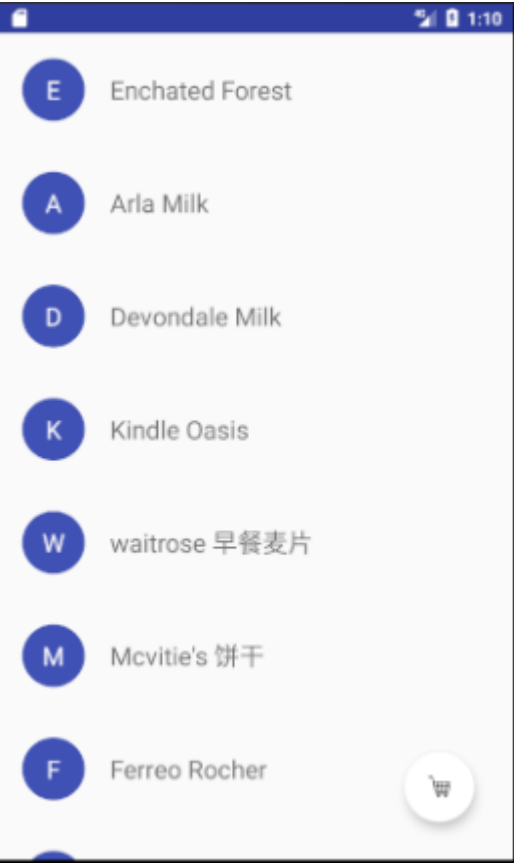 1:10
E Enchated Forest
A Arla Milk
D Devondale Milk
K Kindle Oasis
W waitrose 早餐麦片
M Mcvitie's 饼干
F Ferreo Rocher